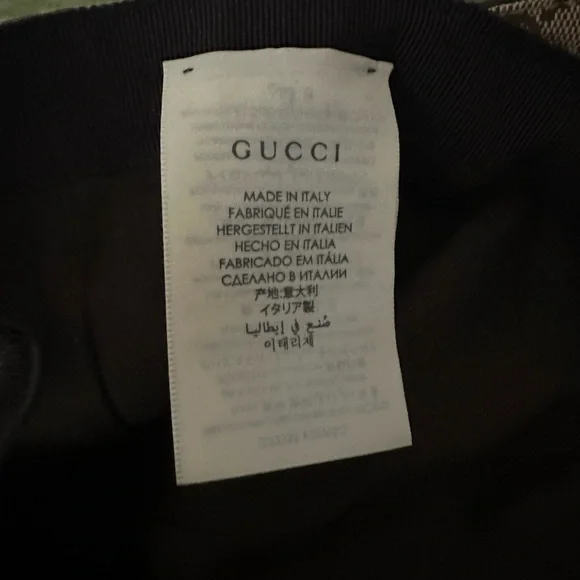 GUCCI
MADE IN ITALY
FABRIQUÉ EN ITALIE
HERGESTELLT IN ITALIEN
HECHO EN ITALIA
FABRICADO EM ITÁLIA
СДЕЛАНО В ИТАЛИИ
产地:意大利
イタリア製
صُنع في إيطاليا
이태리제